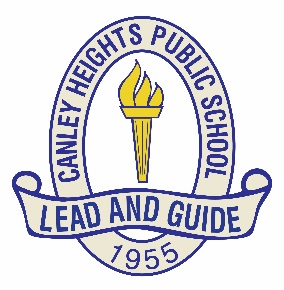 CANLEY HEIGHTS PUBLIC SCHOOL
LEAD AND GUIDE
1955